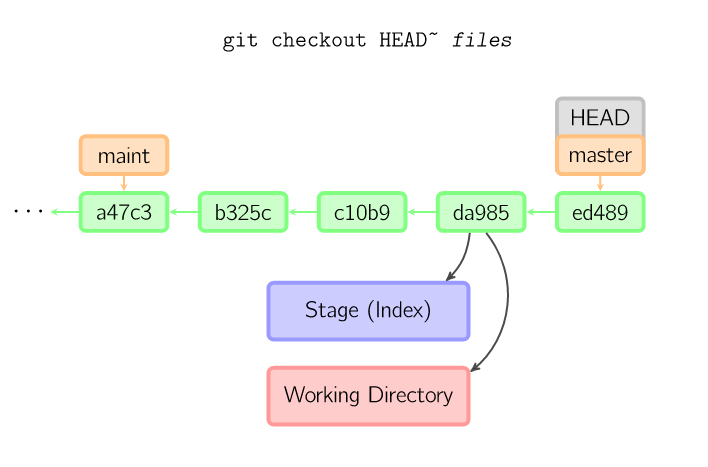 git checkout HEAD~ files
HEAD
maint
master
... a47c3 b325c c10b9 da985 ed489
Stage (Index)
Working Directory